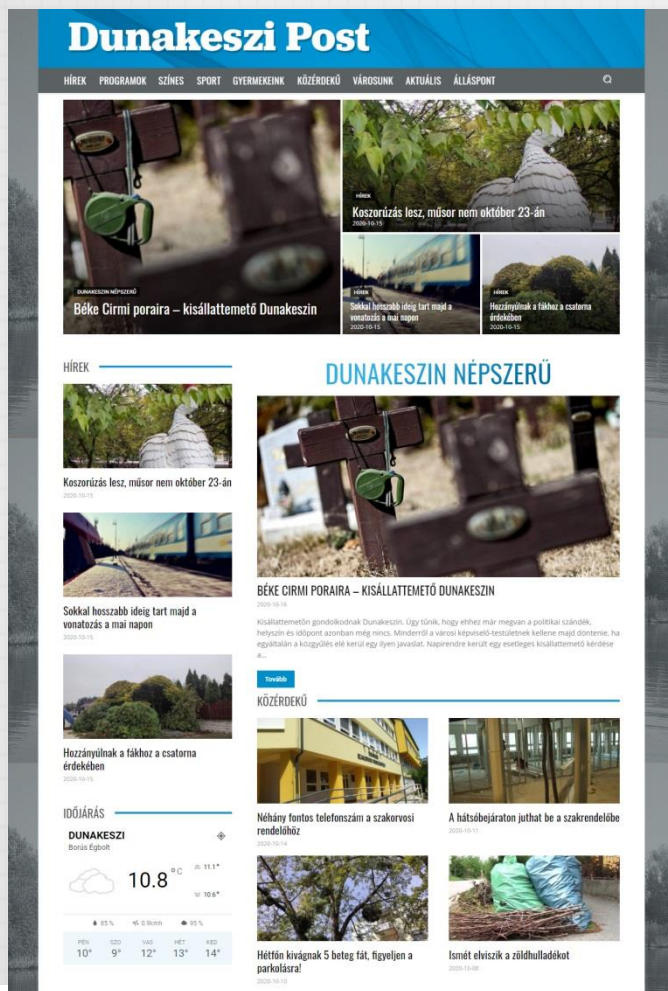 Dunakeszi Post
HÍREK PROGRAMOK SZÍNES SPORT GYERMEKEINK KÖZÉRDEKŰ VÁROSUNK AKTUÁLIS ÁLLÁSPONT
DUNAKESZIN NÉPSZERŰ
Béke Cirmi poraira – kisállattemető Dunakeszin
HÍREK
Koszorúzás lesz, műsor nem október 23-án
2020-10-15
HÍREK
Sokkal hosszabb ideig tart majd a
vonatozás a mai napon
2020-10-15
HÍREK
Hozzányúlnak a fákhoz a csatorna
érdekében
2020-10-15
HÍREK
Koszorúzás lesz, műsor nem október 23-án
2020-10-15
Sokkal hosszabb ideig tart majd a
vonatozás a mai napon
2020-10-15
Hozzányúlnak a fákhoz a csatorna
érdekében
2020-10-15
IDŐJÁRÁS
DUNAKESZI
Borús Égbolt
10.8 °C
11.1°
10.6°
85 % 0.9kmh 95 %
PÉN SZO VAS HÉT KED
10° 9° 12° 13° 14°
DUNAKESZIN NÉPSZERŰ
BÉKE CIRMI PORAIRA – KISÁLLATTEMETŐ DUNAKESZIN
2020-10-16
Kisállattemetőn gondolkodnak Dunakeszin. Úgy tűnik, hogy ehhez már megvan a politikai szándék,
helyszín és időpont azonban még nincs. Minderről a városi képviselő-testületnek kellene majd döntenie, ha
egyáltalán a közgyűlés elé kerül egy ilyen javaslat. Napirendre került egy esetleges kisállattemető kérdése
a...
Tovább
KÖZÉRDEKŰ
Néhány fontos telefonszám a szakorvosi
rendelőhöz
2020-10-14
A hátsóbejáraton juthat be a szakrendelőbe
2020-10-11
Hétfőn kivágnak 5 beteg fát, figyeljen a
parkolásra!
2020-10-10
Ismét elviszik a zöldhulladékot
2020-10-08